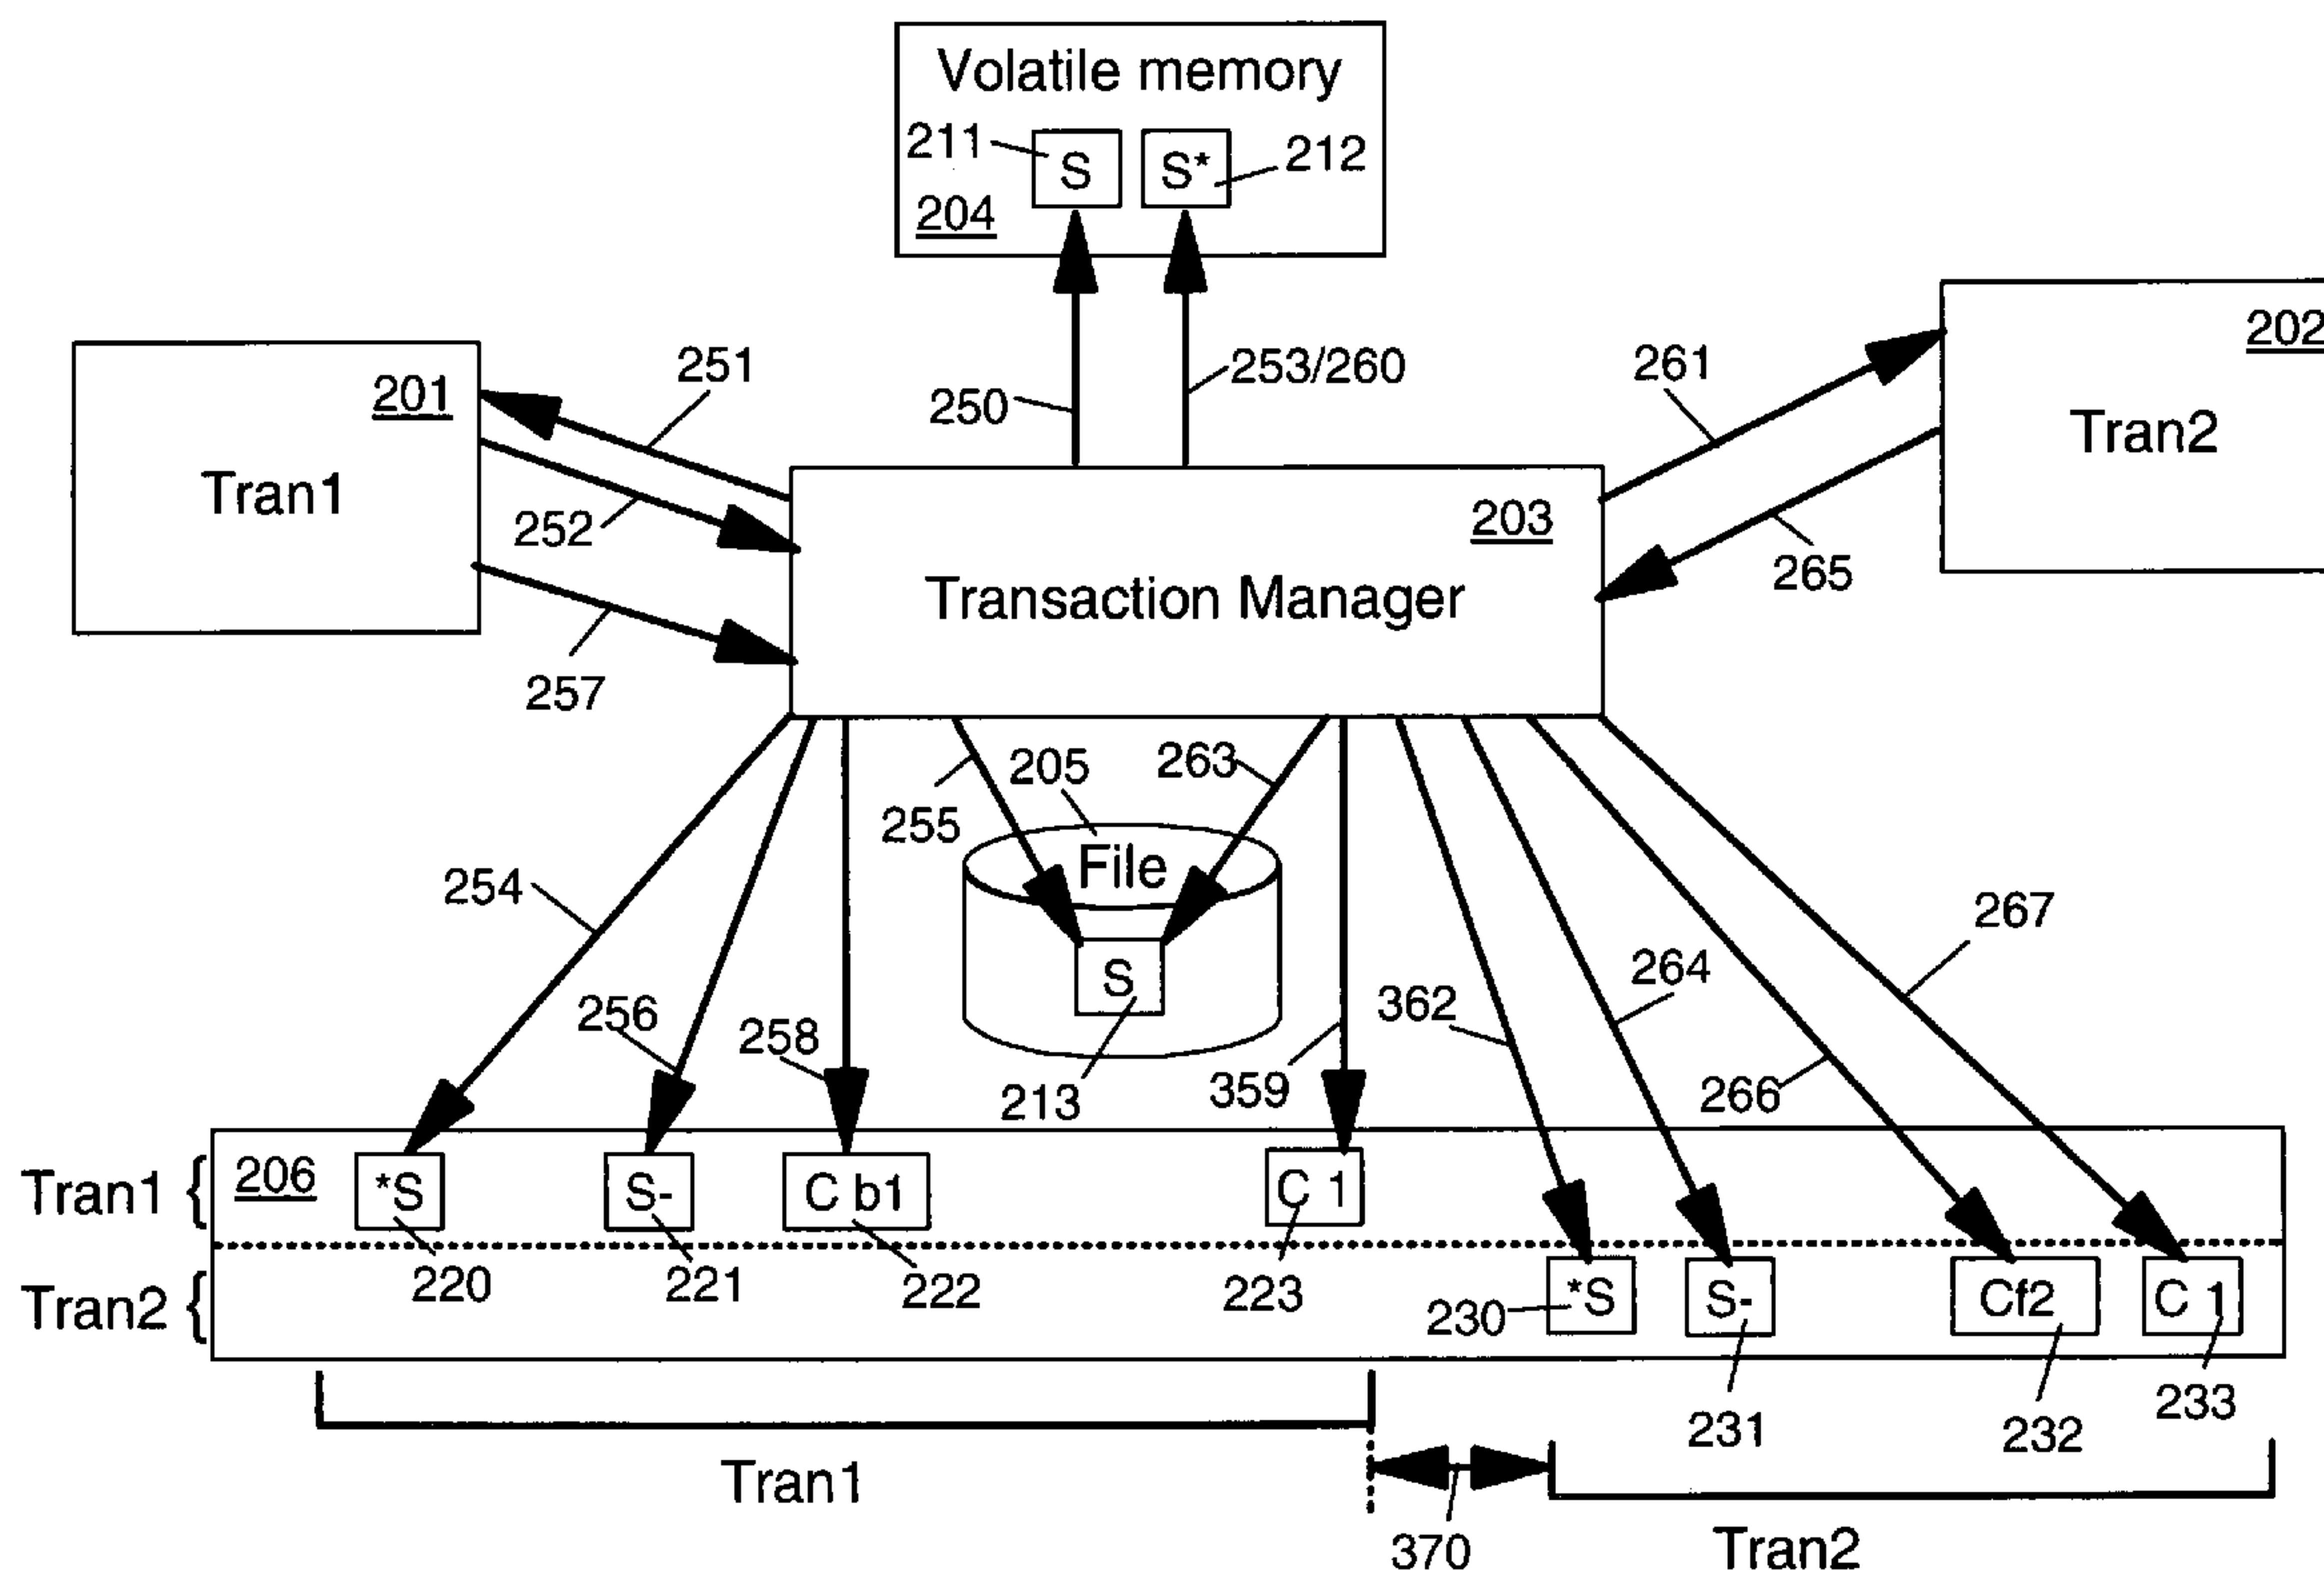 Volatile memory
211
S
S*
212
204
202
201
251
250
253/260
261
Tran1
Tran2
252
203
265
Transaction Manager
257
205
263
255
File
254
267
S
264
256
258
362
213
359
266
Tran1 {
206
*S
S-
C b1
C 1
220
221
222
223
Tran2 {
230
*S
S-
Cf2
C 1
231
232
233
Tran1
370
Tran2